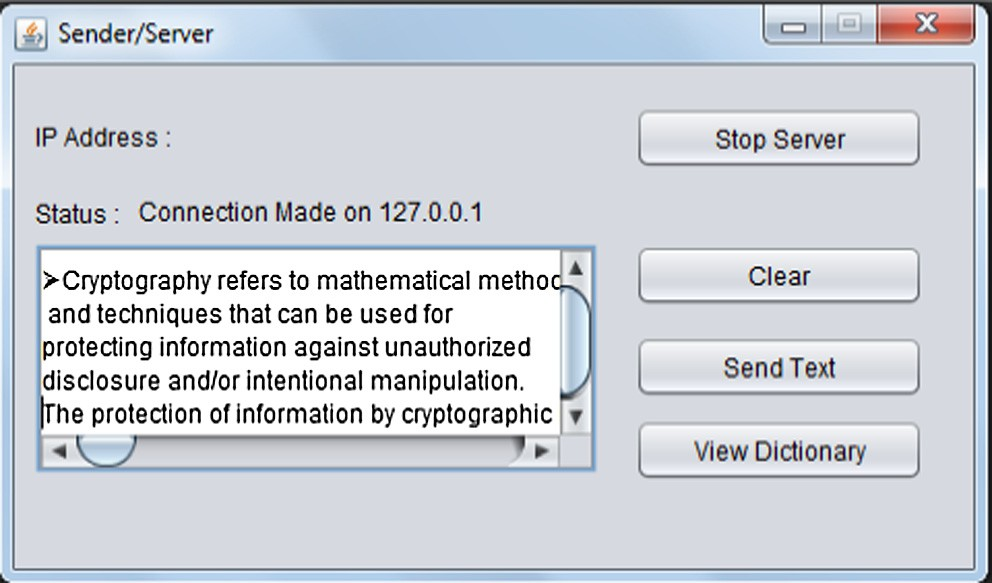 Sender/Server
IP Address :
Stop Server
Status : Connection Made on 127.0.0.1
➤Cryptography refers to mathematical method
and techniques that can be used for
protecting information against unauthorized
disclosure and/or intentional manipulation.
The protection of information by cryptographic
Clear
Send Text
View Dictionary